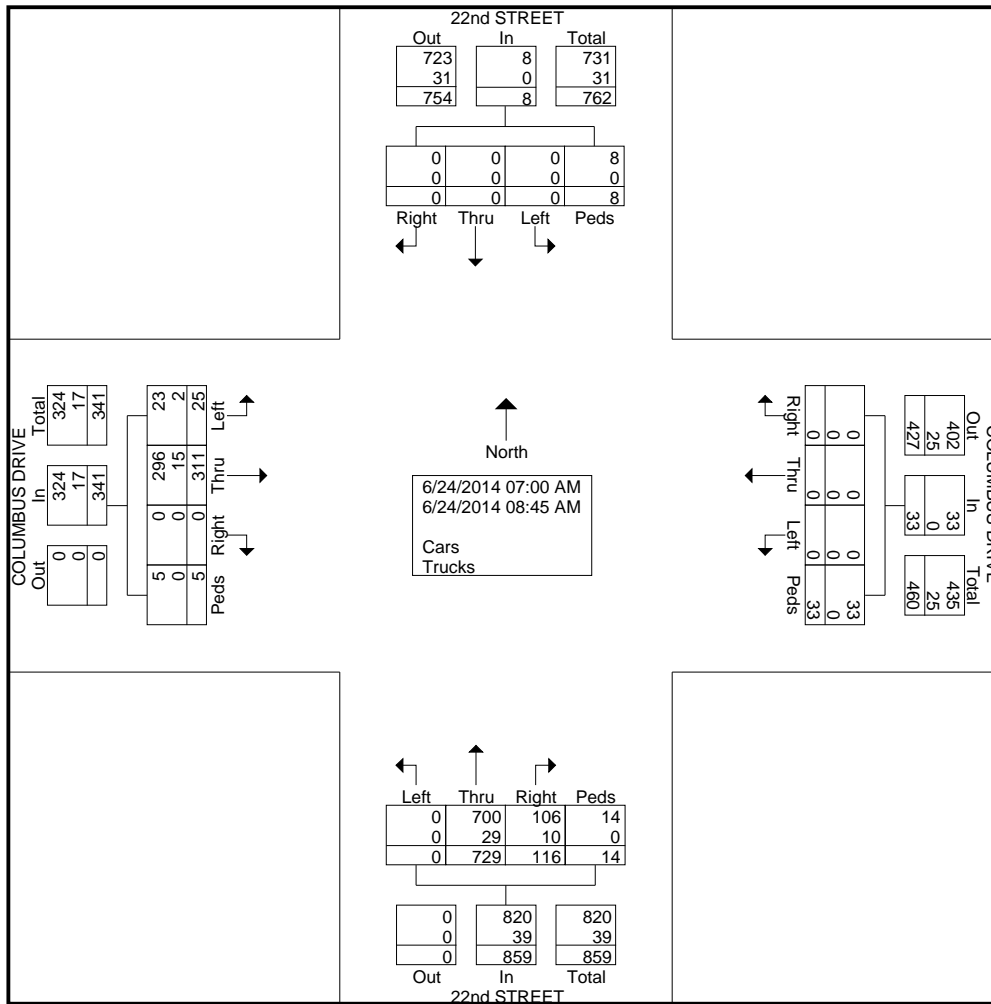 22nd STREET
Out In Total
723 8 731
31 0 31
754 8 762
0 0 0 8
0 0 0 0
0 0 0 8
Right Thru Left Peds
COLUMBUS DRIVE
Total In Out
324 324 0
17 17 0
341 341 0
23 296 0 5
2 15 0 0
25 311 0 5
Left Thru Right Peds
North
6/24/2014 07:00 AM
6/24/2014 08:45 AM
Cars
Trucks
Right Thru Left Peds
0 0 0 33
0 0 0 0
0 0 0 33
Out In Total
402 33 435
25 0 25
427 33 460
COLUMBUS DRIVE
Left Thru Right Peds
0 700 106 14
0 29 10 0
0 729 116 14
0 820 820
0 39 39
0 859 859
Out In Total
22nd STREET